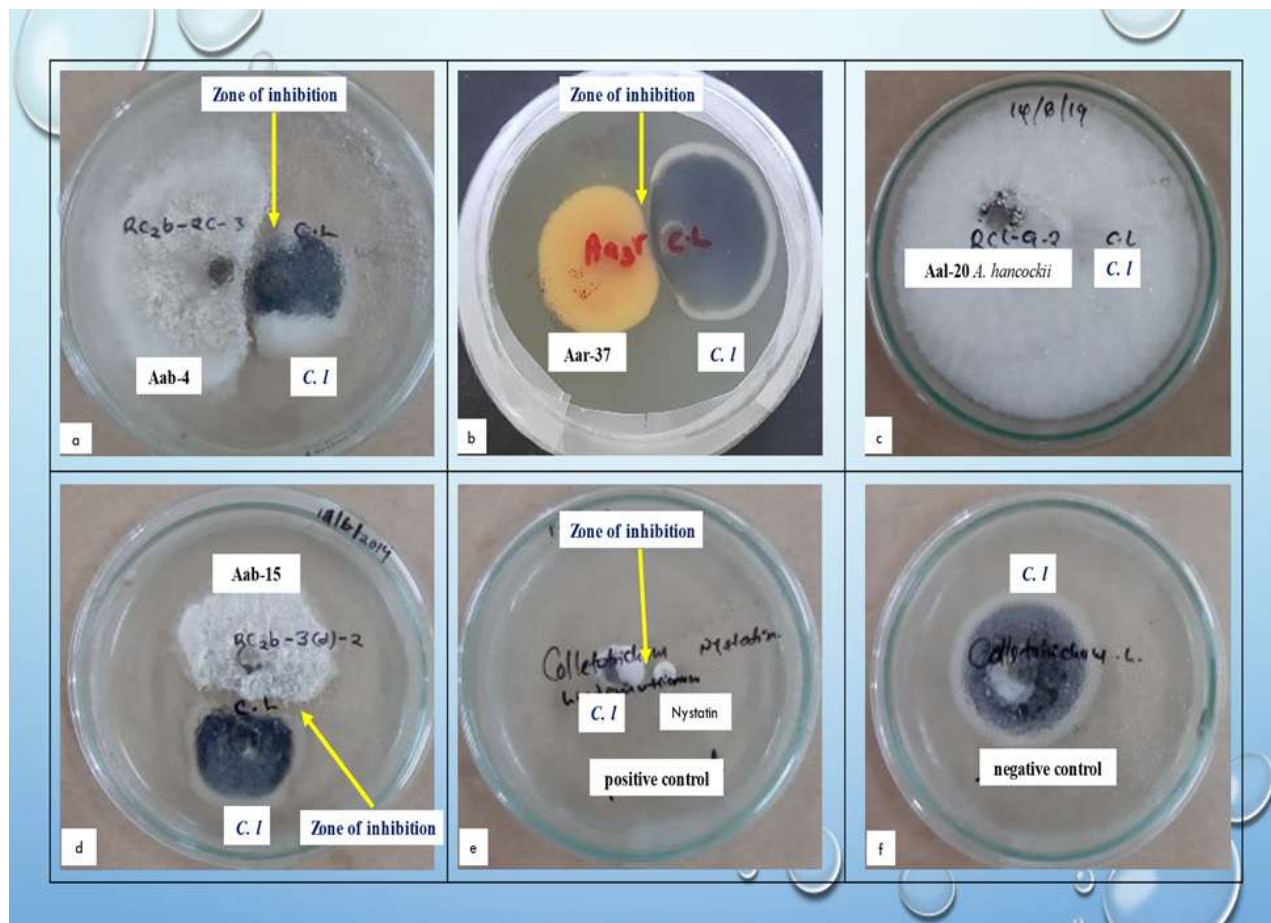 Zone of inhibition
RC2b-RC-3
C.L
Aab-4
C. l
a
Zone of inhibition
Aa3r C.L
Aar-37
C. l
b
14/8/19
RCL-a-2
C.L
Aal-20 A. hancockii
C. l
c
Aab-15
RC2b-3(d)-2
C.L
C. l
Zone of inhibition
d
Zone of inhibition
Colletotrichum
Nystatin.
C. l
Nystatin
positive control
e
C. l
Colletotrichum.L.
negative control
f